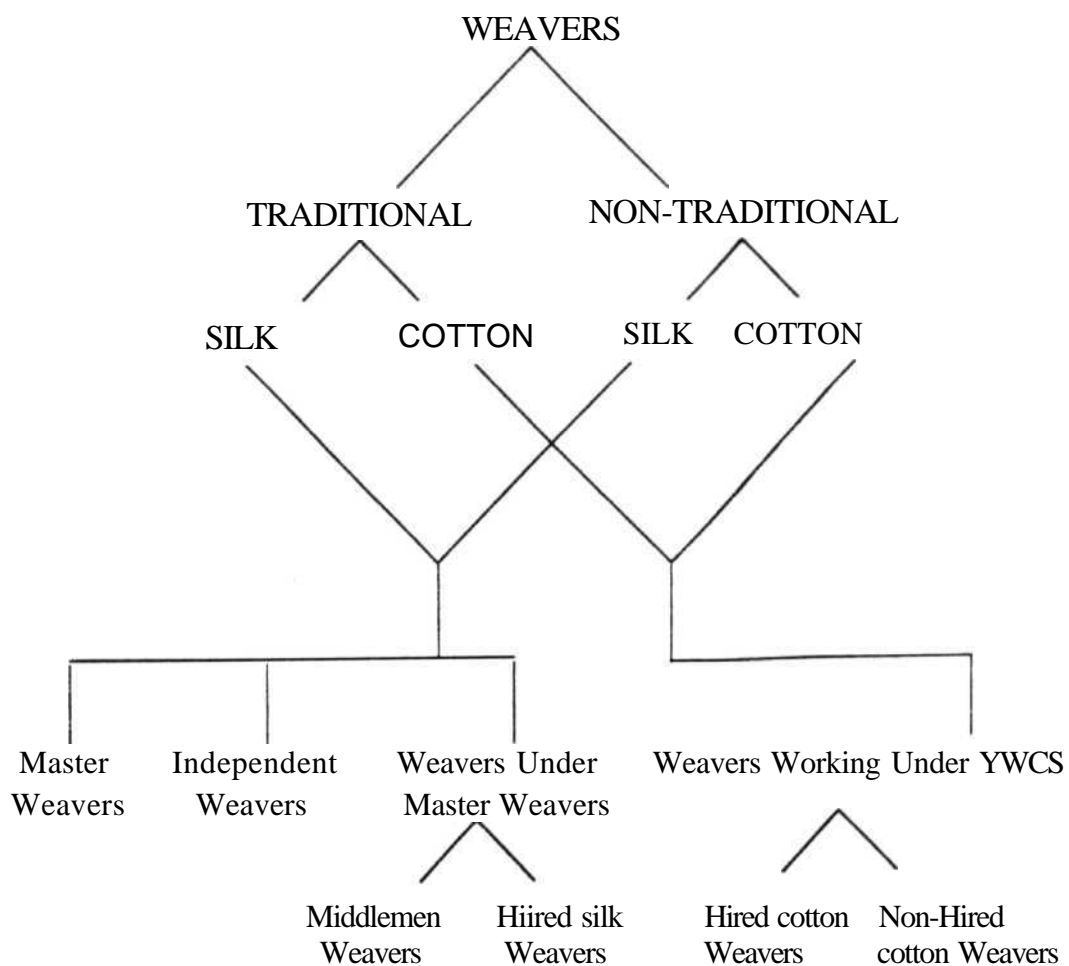 WEAVERS
TRADITIONAL NON-TRADITIONAL
SILK COTTON SILK COTTON
Master Independent Weavers Under Weavers Working Under YWCS
Weavers Weavers Master Weavers
Middlemen Hiired silk Hired cotton Non-Hired
Weavers Weavers Weavers cotton Weavers